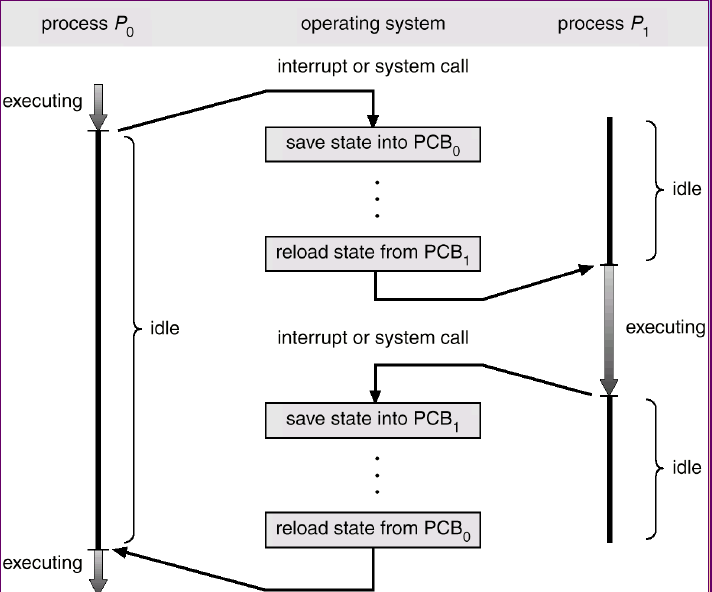 process P0
operating system
process P1
interrupt or system call
executing
save state into PCB0
idle
reload state from PCB1
idle
executing
interrupt or system call
save state into PCB1
idle
reload state from PCB0
executing